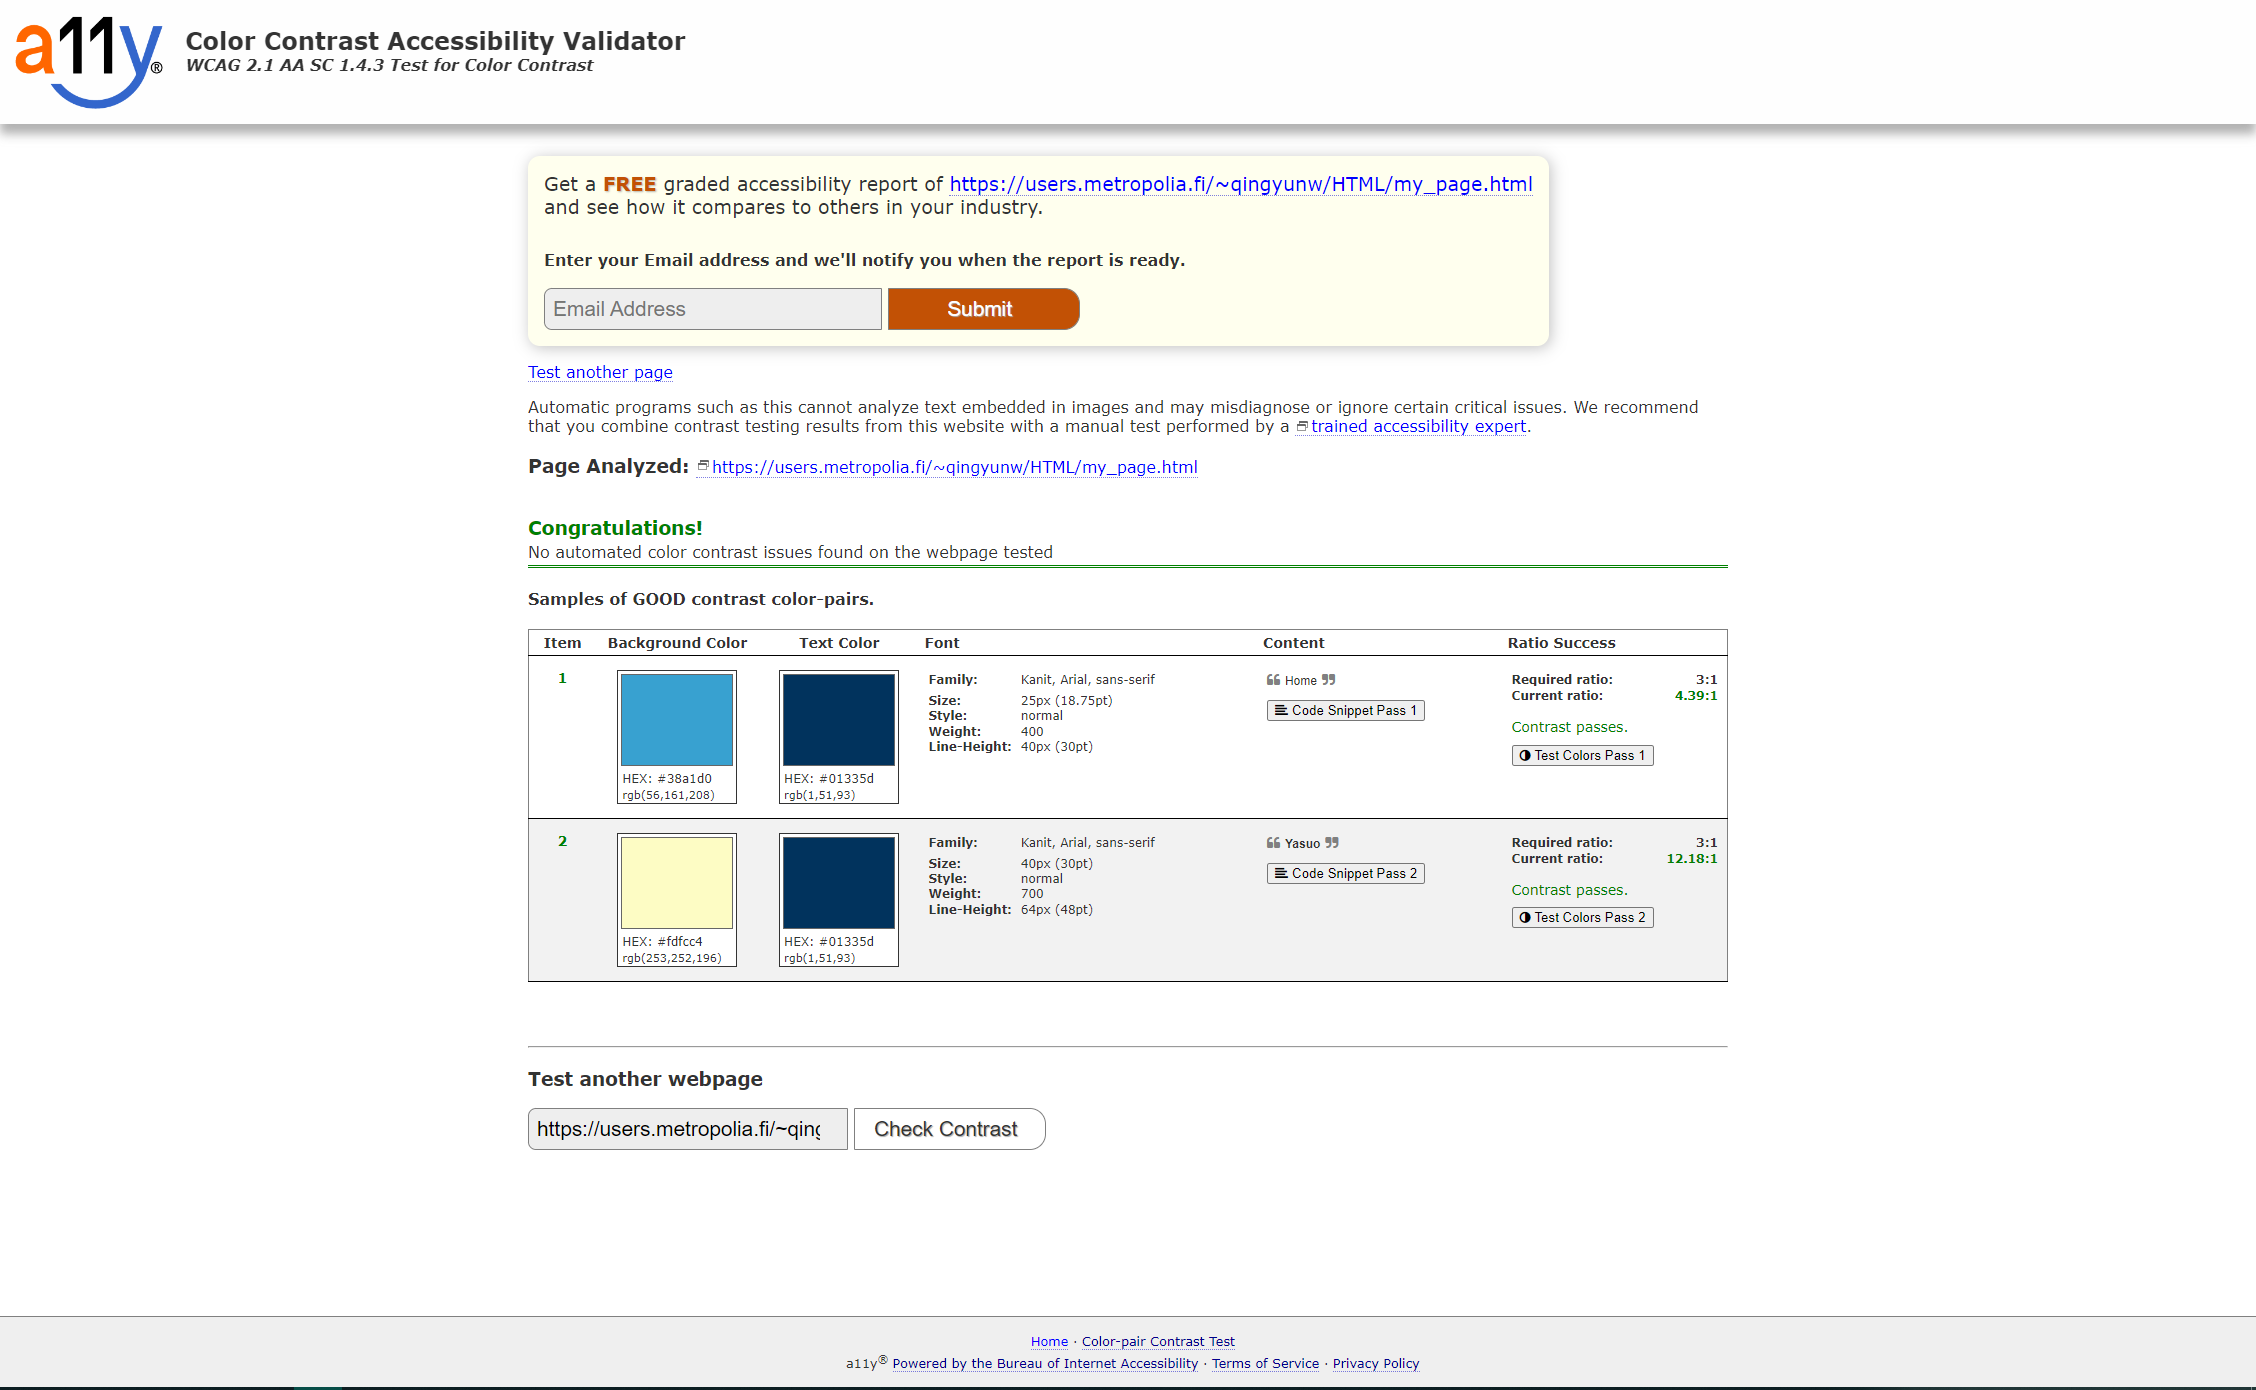 a11y®
Color Contrast Accessibility Validator
WCAG 2.1 AA SC 1.4.3 Test for Color Contrast
Get a FREE graded accessibility report of https://users.metropolia.fi/~qingyunw/HTML/my_page.html
and see how it compares to others in your industry.
Enter your Email address and we'll notify you when the report is ready.
Email Address Submit
Test another page
Automatic programs such as this cannot analyze text embedded in images and may misdiagnose or ignore certain critical issues. We recommend
that you combine contrast testing results from this website with a manual test performed by a trained accessibility expert.
Page Analyzed: https://users.metropolia.fi/~qingyunw/HTML/my_page.html
Congratulations!
No automated color contrast issues found on the webpage tested
Samples of GOOD contrast color-pairs.
Item Background Color Text Color Font Content Ratio Success
1
HEX: #38a1d0
rgb(56,161,208)
HEX: #01335d
rgb(1,51,93)
Family: Kanit, Arial, sans-serif
Size: 25px (18.75pt)
Style: normal
Weight: 400
Line-Height: 40px (30pt)
❝ Home ❞
Code Snippet Pass 1
Required ratio: 3:1
Current ratio: 4.39:1
Contrast passes.
Test Colors Pass 1
2
HEX: #fdfcc4
rgb(253,252,196)
HEX: #01335d
rgb(1,51,93)
Family: Kanit, Arial, sans-serif
Size: 40px (30pt)
Style: normal
Weight: 700
Line-Height: 64px (48pt)
❝ Yasuo ❞
Code Snippet Pass 2
Required ratio: 3:1
Current ratio: 12.18:1
Contrast passes.
Test Colors Pass 2
Test another webpage
https://users.metropolia.fi/~qing Check Contrast
Home · Color-pair Contrast Test
a11y® Powered by the Bureau of Internet Accessibility · Terms of Service · Privacy Policy